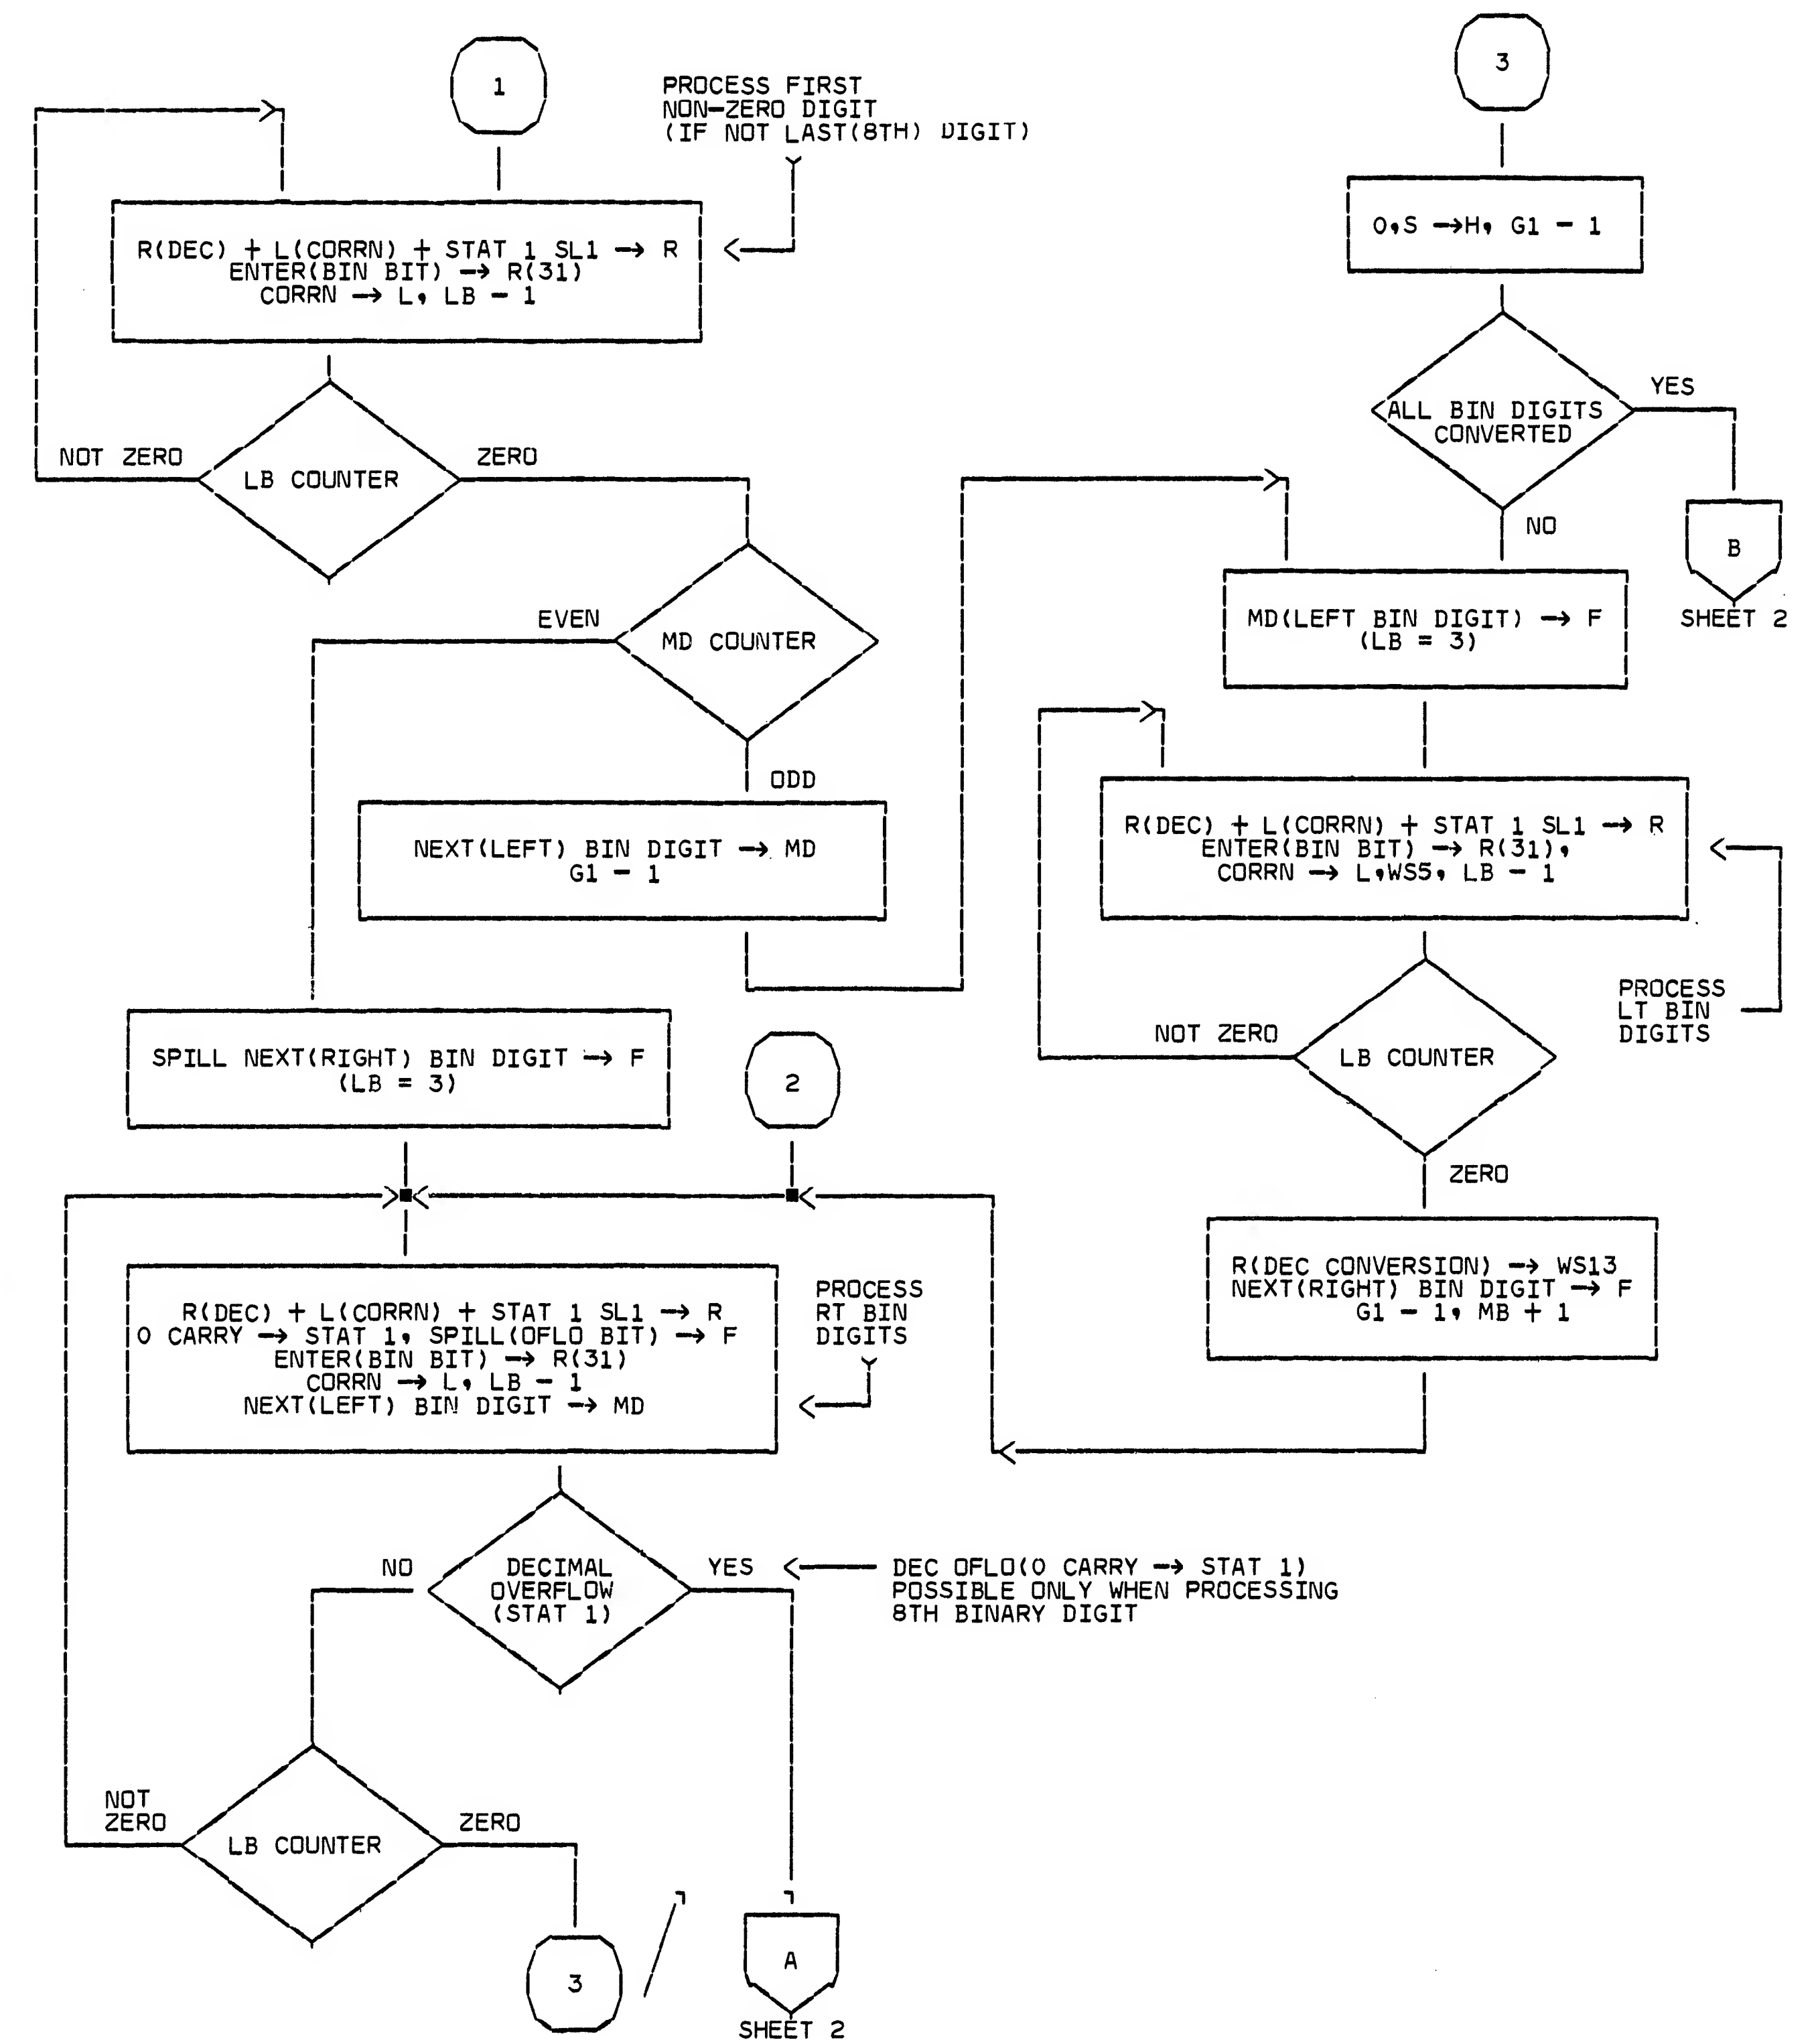 1
PROCESS FIRST
NON-ZERO DIGIT
(IF NOT LAST(8TH) DIGIT)
R(DEC) + L(CORRN) + STAT 1 SL1 → R
ENTER(BIN BIT) → R(31)
CORRN → L, LB - 1
NOT ZERO
LB COUNTER
ZERO
EVEN
MD COUNTER
ODD
NEXT(LEFT) BIN DIGIT → MD
G1 - 1
SPILL NEXT(RIGHT) BIN DIGIT → F
(LB = 3)
2
R(DEC) + L(CORRN) + STAT 1 SL1 → R
0 CARRY → STAT 1, SPILL(OFLO BIT) → F
ENTER(BIN BIT) → R(31)
CORRN → L, LB - 1
NEXT(LEFT) BIN DIGIT → MD
PROCESS
RT BIN
DIGITS
NO
DECIMAL
OVERFLOW
(STAT 1)
YES
DEC OFLO(0 CARRY → STAT 1)
POSSIBLE ONLY WHEN PROCESSING
8TH BINARY DIGIT
NOT
ZERO
LB COUNTER
ZERO
3
A
SHEET 2
3
0,S →H, G1 - 1
ALL BIN DIGITS
CONVERTED
YES
NO
B
SHEET 2
MD(LEFT BIN DIGIT) → F
(LB = 3)
R(DEC) + L(CORRN) + STAT 1 SL1 → R
ENTER(BIN BIT) → R(31),
CORRN → L,WS5, LB - 1
PROCESS
LT BIN
DIGITS
NOT ZERO
LB COUNTER
ZERO
R(DEC CONVERSION) → WS13
NEXT(RIGHT) BIN DIGIT → F
G1 - 1, MB + 1